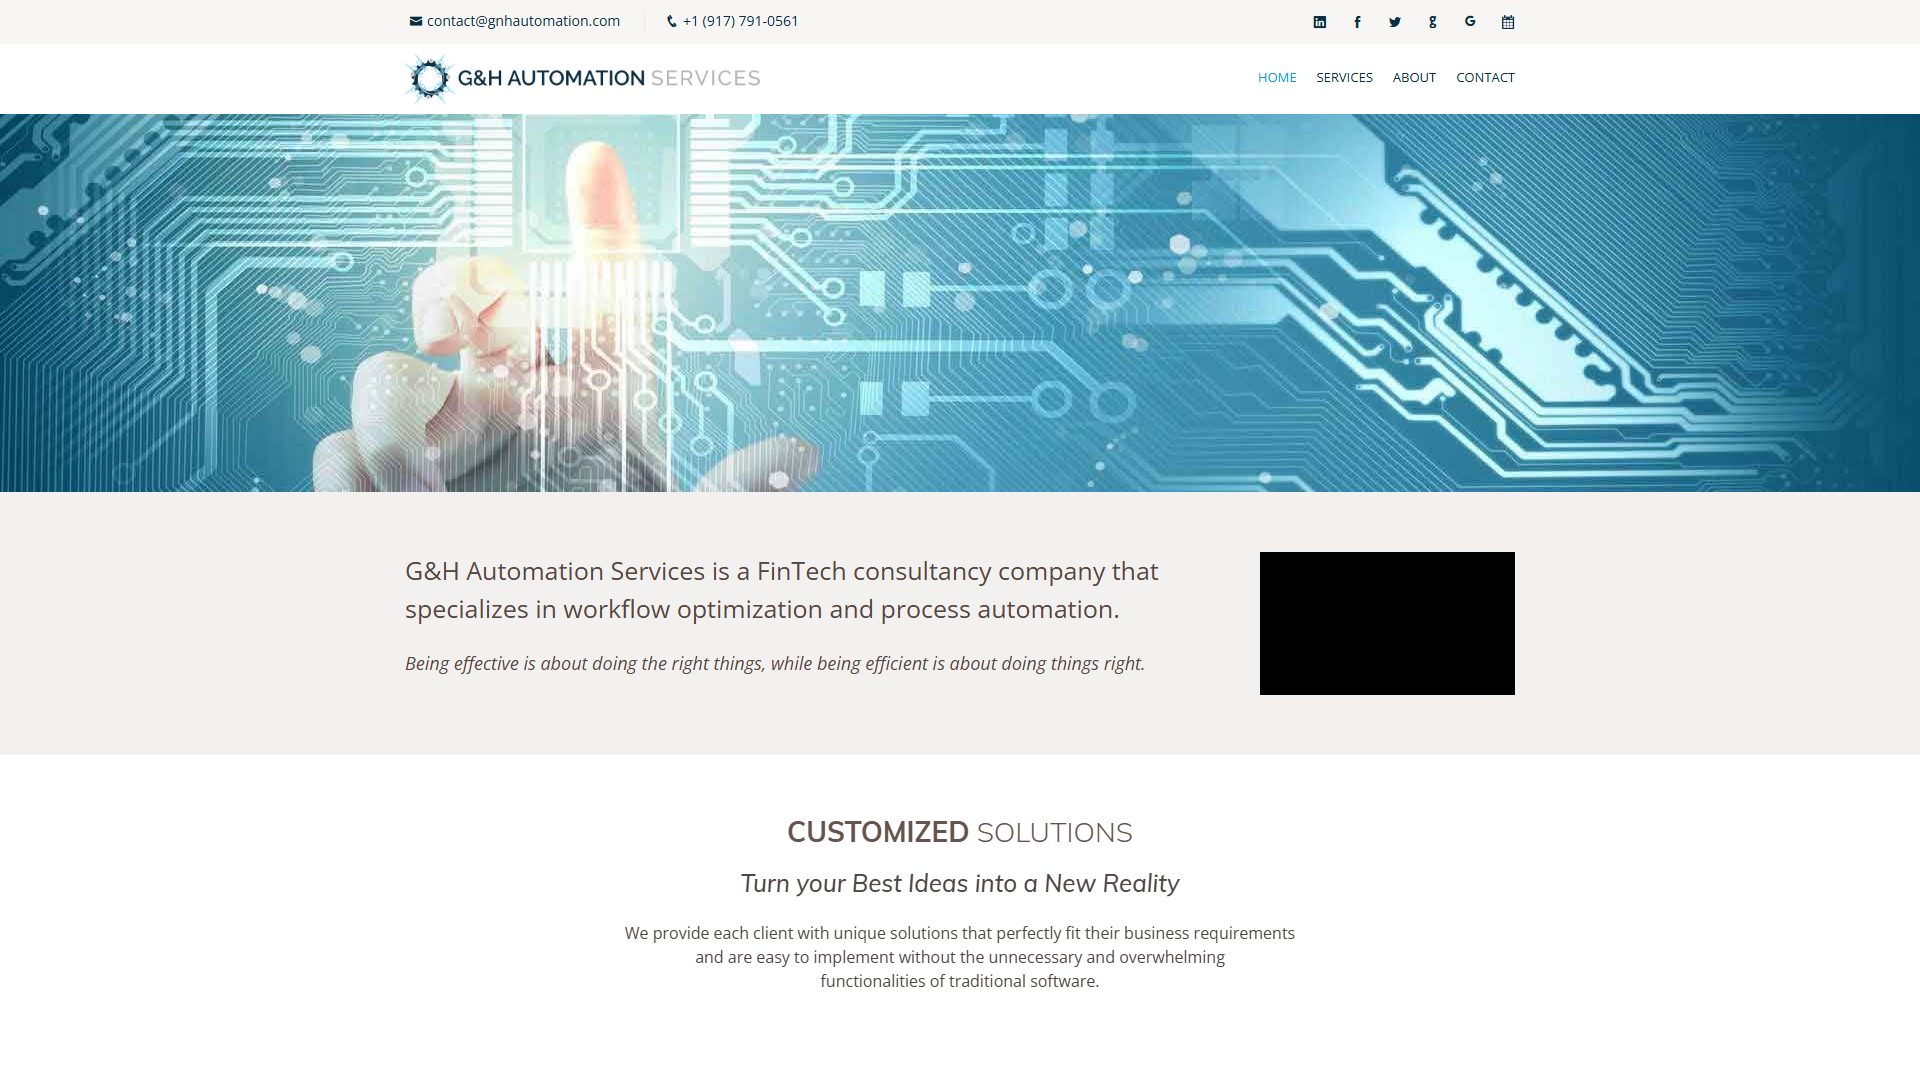 contact@gnhautomation.com
+1 (917) 791-0561
G&H AUTOMATION SERVICES
HOME SERVICES ABOUT CONTACT
G&H Automation Services is a FinTech consultancy company that
specializes in workflow optimization and process automation.
Being effective is about doing the right things, while being efficient is about doing things right.
CUSTOMIZED SOLUTIONS
Turn your Best Ideas into a New Reality
We provide each client with unique solutions that perfectly fit their business requirements
and are easy to implement without the unnecessary and overwhelming
functionalities of traditional software.